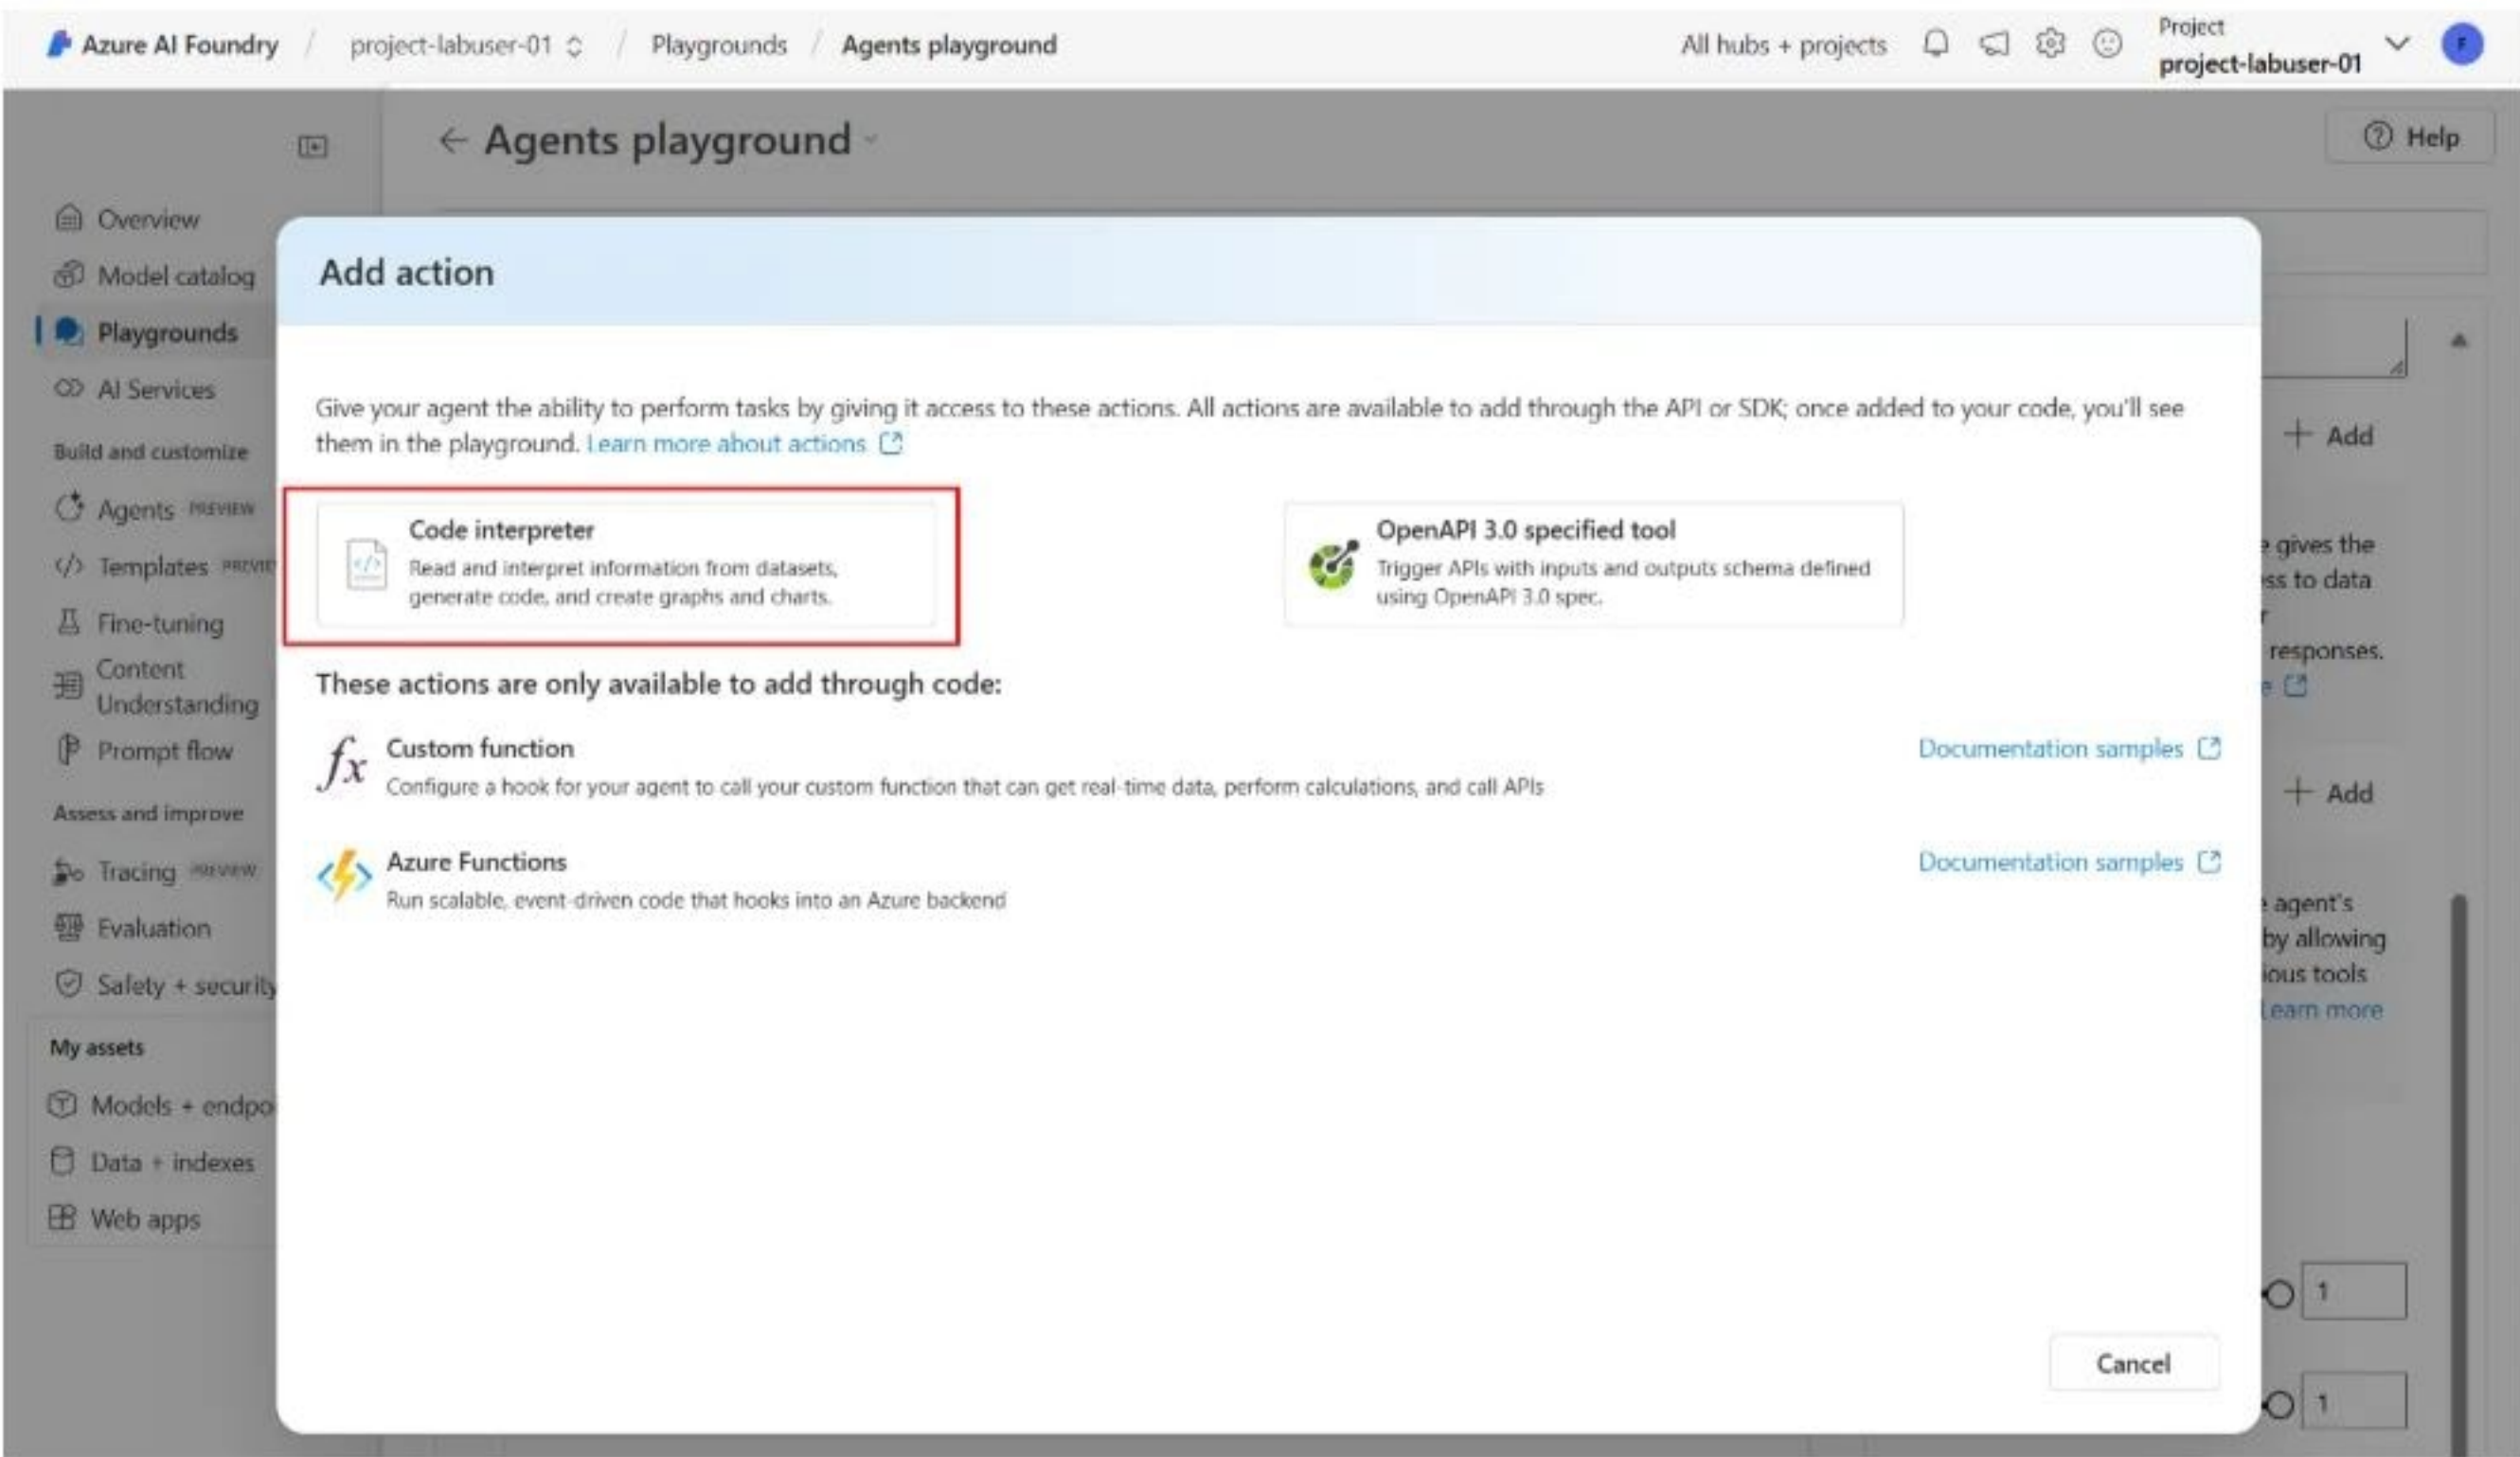 Azure AI Foundry / project-labuser-01 / Playgrounds / Agents playground
All hubs + projects
Project
project-labuser-01
F
Agents playground
Help
Overview
Model catalog
Playgrounds
AI Services
Build and customize
Agents PREVIEW
Templates
Fine-tuning
Content
Understanding
Prompt flow
Assess and improve
Tracing PREVIEW
Evaluation
Safety + security
My assets
Models + endpoi
Data + indexes
Web apps
Add action
Give your agent the ability to perform tasks by giving it access to these actions. All actions are available to add through the API or SDK; once added to your code, you'll see
them in the playground. Learn more about actions
Code interpreter
Read and interpret information from datasets,
generate code, and create graphs and charts.
OpenAPI 3.0 specified tool
Trigger APIs with inputs and outputs schema defined
using OpenAPI 3.0 spec.
These actions are only available to add through code:
fx Custom function
Documentation samples
Configure a hook for your agent to call your custom function that can get real-time data, perform calculations, and call APIs
Azure Functions
Documentation samples
Run scalable, event-driven code that hooks into an Azure backend
Cancel
+ Add
gives the
ss to data
r
responses.
e
+ Add
agent's
by allowing
ious tools
Learn more
1
1